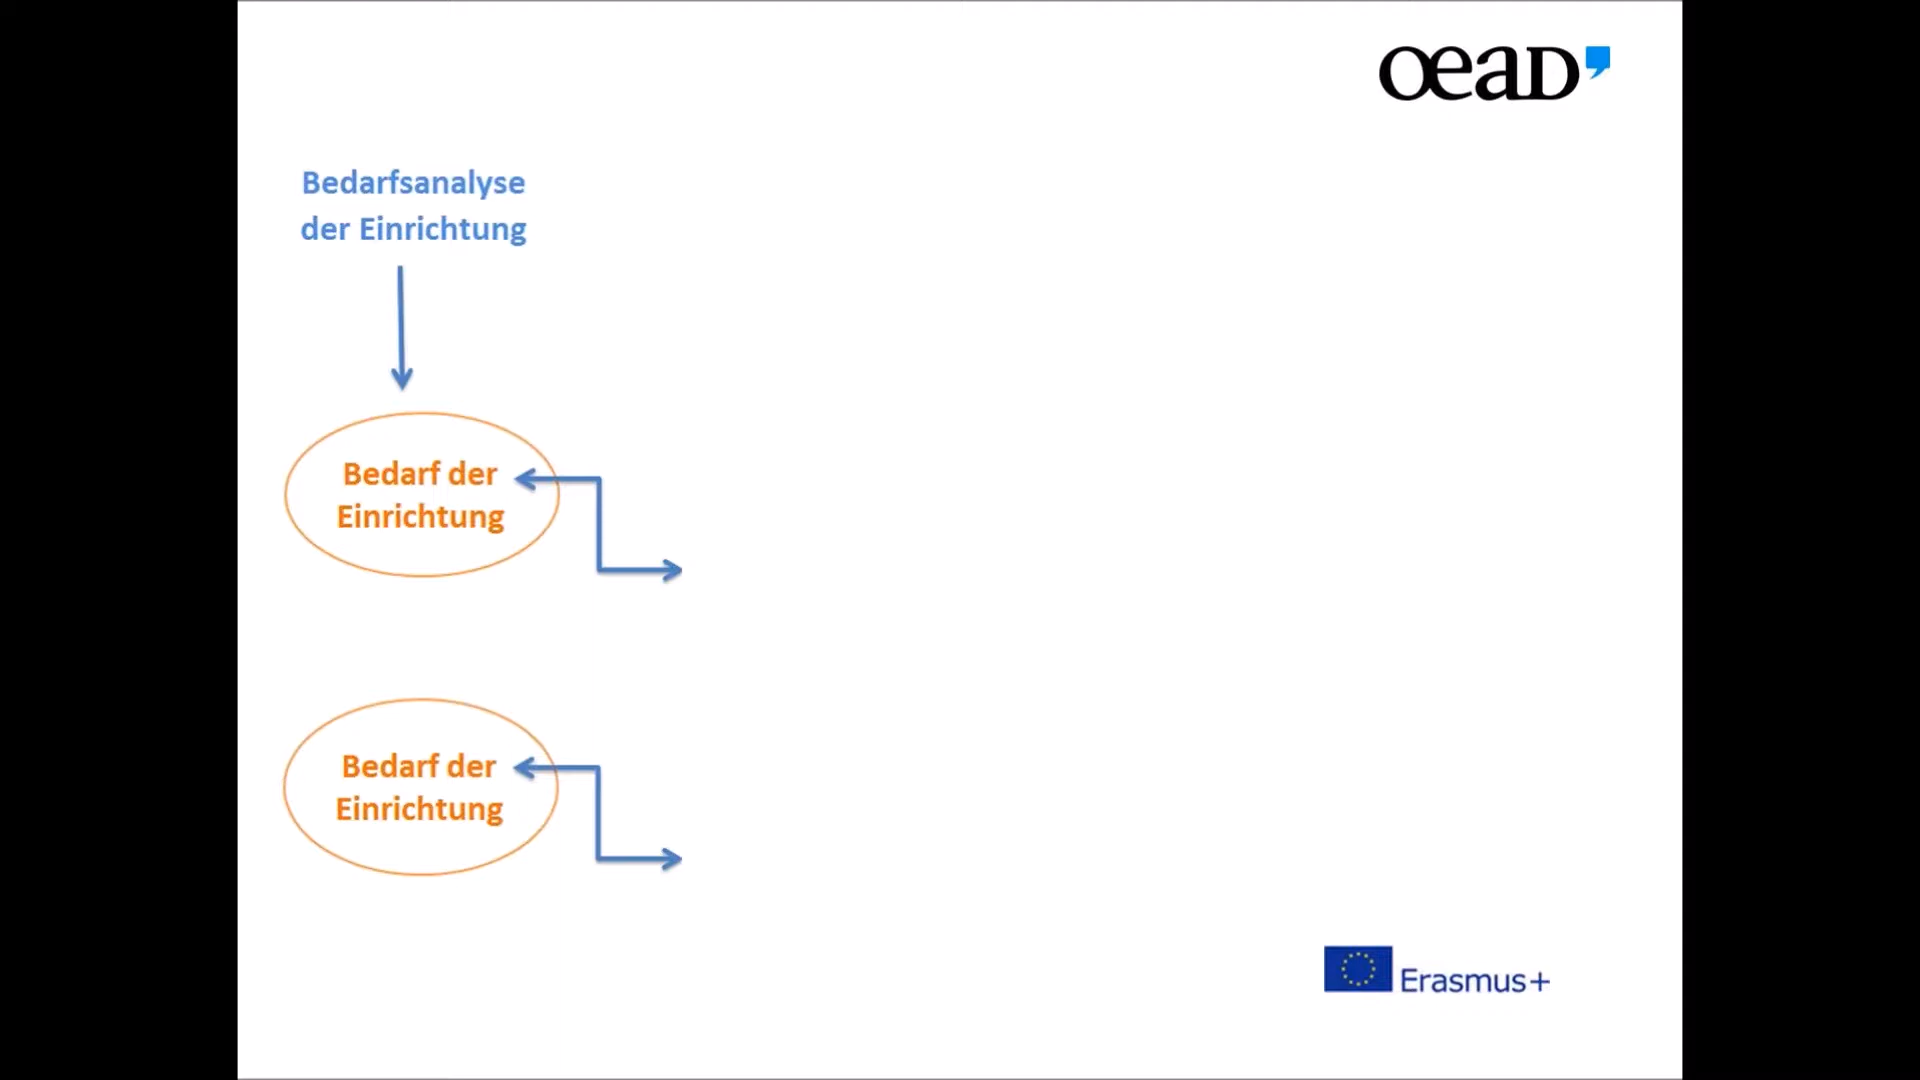 OeAD
Bedarfsanalyse
der Einrichtung
Bedarf der
Einrichtung
Bedarf der
Einrichtung
Erasmus+